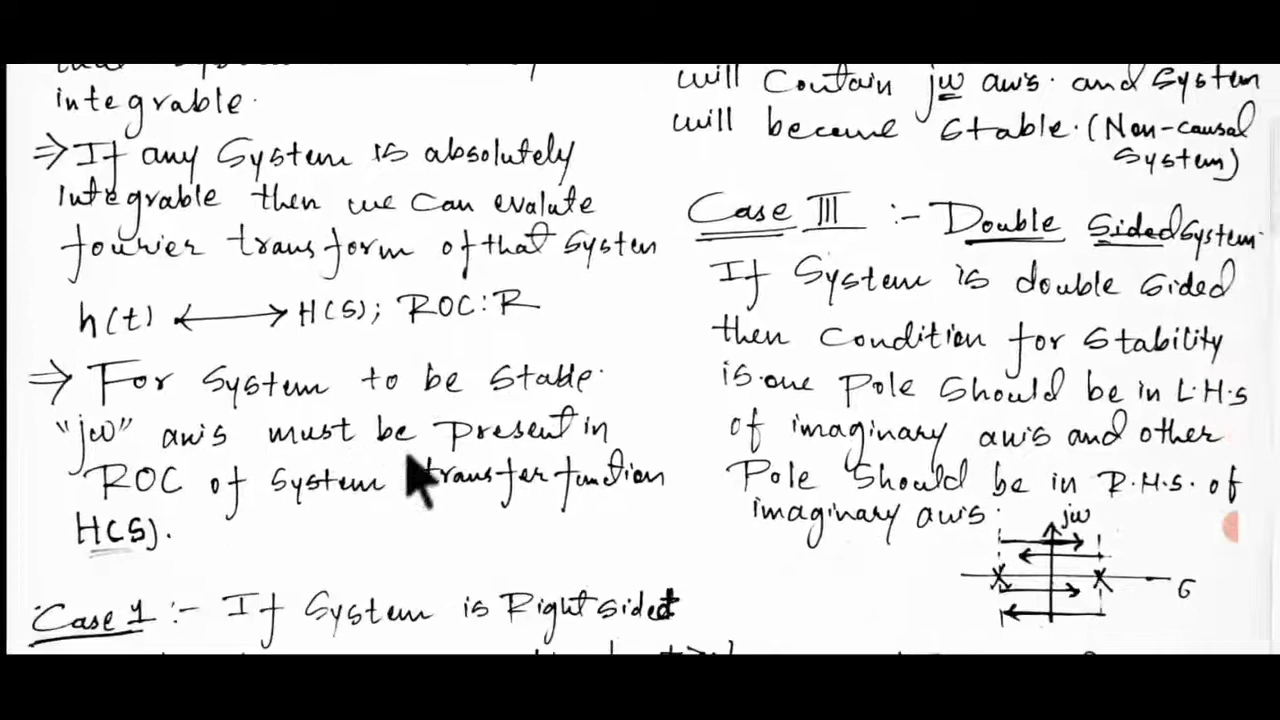 integrable.
⇒ If any System is absolutely
Integrable then we can evalute
fourier transform of that System
h(t) ⟷ H(s); ROC:R
⇒ For System to be Stable.
"jω" axis must be present in
ROC of System transfer function
H(S).
Case 1 :- If System is Right sided
will Contain jω axis. and System
will become Stable. (Non-causal
System)
Case III :- Double Sided System.
If System is double sided
then Condition for Stability
is one Pole Should be in L.H.S
of imaginary axis and other
Pole Should be in R.H.S. of
imaginary axis.
jω
σ